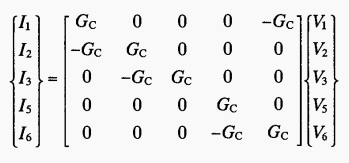 I₁ G_C 0 0 0 -G_C V₁
I₂ -G_C G_C 0 0 0 V₂
I₃ = 0 -G_C G_C 0 0 V₃
I₅ 0 0 0 G_C 0 V₅
I₆ 0 0 0 -G_C G_C V₆